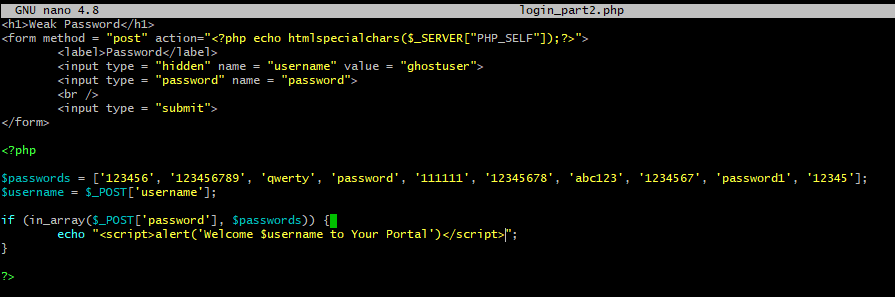 GNU nano 4.8 login_part2.php
<h1>Weak Password</h1>
<form method = "post" action="<?php echo htmlspecialchars($_SERVER["PHP_SELF"]);?>">
<label>Password</label>
<input type = "hidden" name = "username" value = "ghostuser">
<input type = "password" name = "password">
<br />
<input type = "submit">
</form>
<?php
$passwords = ['123456', '123456789', 'qwerty', 'password', '111111', '12345678', 'abc123', '1234567', 'password1', '12345'];
$username = $_POST['username'];
if (in_array($_POST['password'], $passwords)) {
echo "<script>alert('Welcome $username to Your Portal')</script>";
}
?>